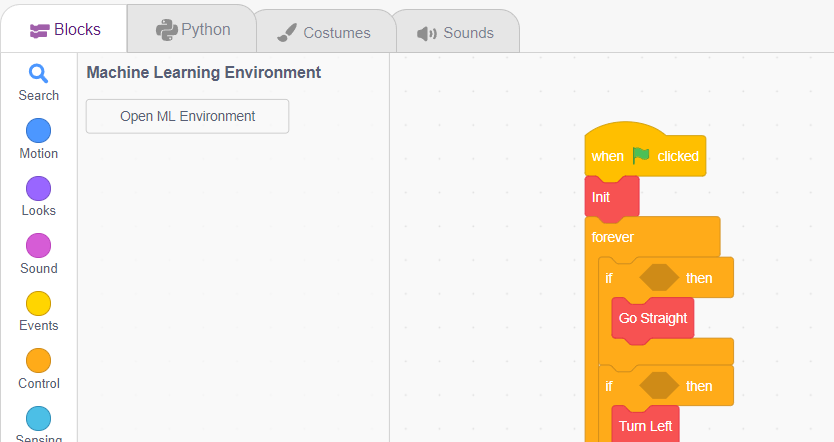 Blocks
Python
Costumes
Sounds
Search
Motion
Looks
Sound
Events
Control
Sensing
Machine Learning Environment
Open ML Environment
when clicked
Init
forever
if then
Go Straight
if then
Turn Left